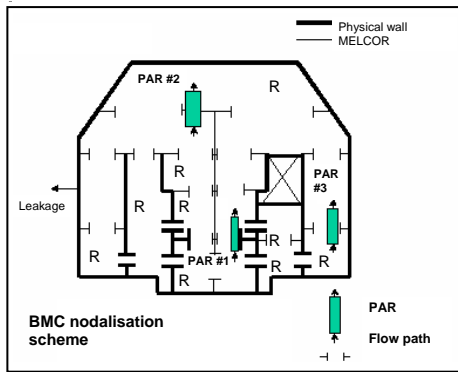 Physical wall
MELCOR
PAR #2
R
R
PAR
#3
R
R
Leakage
R
R
R
PAR #1
R
R
BMC nodalisation
scheme
PAR
Flow path